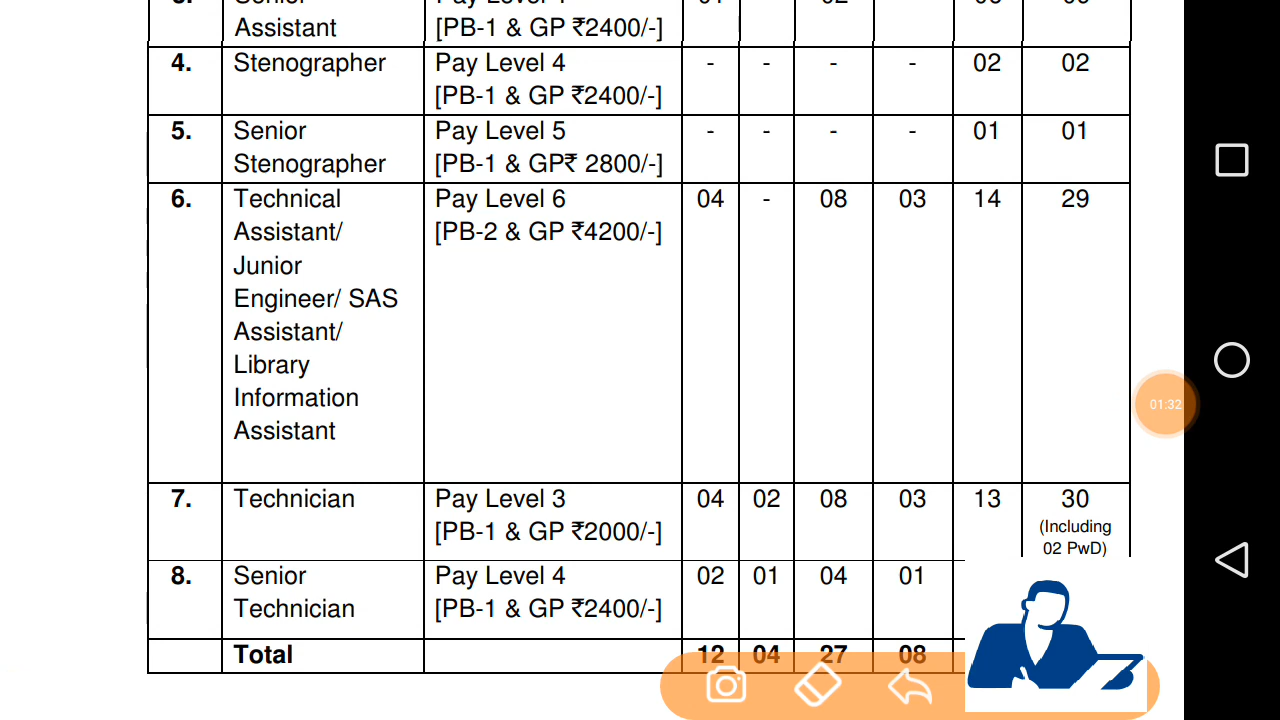 Assistant [PB-1 & GP ₹2400/-]
4. Stenographer Pay Level 4 - - - - 02 02
[PB-1 & GP ₹2400/-]
5. Senior Pay Level 5 - - - - 01 01
Stenographer [PB-1 & GP₹ 2800/-]
6. Technical Pay Level 6 04 - 08 03 14 29
Assistant/ [PB-2 & GP ₹4200/-]
Junior
Engineer/ SAS
Assistant/
Library
Information
Assistant
01:32
7. Technician Pay Level 3 04 02 08 03 13 30
[PB-1 & GP ₹2000/-] (Including
02 PwD)
8. Senior Pay Level 4 02 01 04 01
Technician [PB-1 & GP ₹2400/-]
Total 12 04 27 08